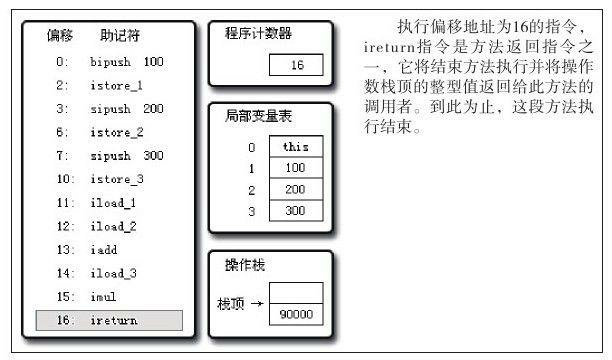 偏移 助记符
0: bipush 100
2: istore_1
3: sipush 200
6: istore_2
7: sipush 300
10: istore_3
11: iload_1
12: iload_2
13: iadd
14: iload_3
15: imul
16: ireturn
程序计数器
16
局部变量表
0 this
1 100
2 200
3 300
操作栈
栈顶 →
90000
执行偏移地址为16的指令,
ireturn指令是方法返回指令之
一，它将结束方法执行并将操作
数栈顶的整型值返回给此方法的
调用者。到此为止，这段方法执
行结束。